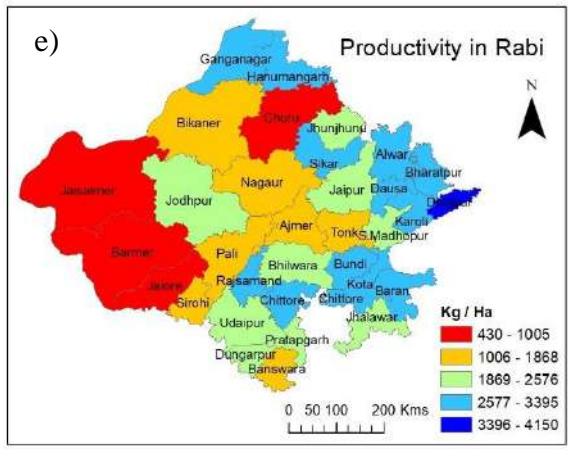 e)
Productivity in Rabi
N
Ganganagar
Hanumangarh
Churu
Bikaner
Jhunjhunu
Sikar
Alwar
Bharatpur
Jaisalmer
Nagaur
Jaipur
Dausa
Jodhpur
Karoli
Ajmer
Tonk
S.Madhopur
Barmer
Pali
Bhilwara
Bundi
Jalore
Rajsamand
Kota
Baran
Sirohi
Chittore
Chittore
Jhalawar
Udaipur
Pratapgarh
Dungarpur
Banswara
Kg / Ha
430 - 1005
1006 - 1868
1869 - 2576
2577 - 3395
3396 - 4150
0 50 100 200 Kms